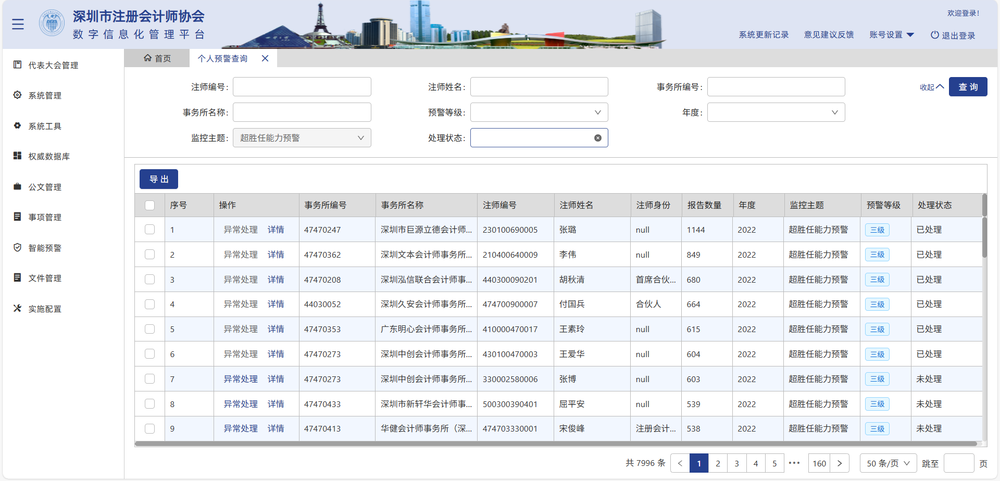 深圳市注册会计师协会
数字信息化管理平台
欢迎登录!
系统更新记录 意见建议反馈 账号设置 退出登录
代表大会管理
系统管理
系统工具
权威数据库
公文管理
事项管理
智能预警
文件管理
实施配置
首页 个人预警查询
注师编号: 注师姓名: 事务所编号: 收起 查 询
事务所名称: 预警等级: 年度:
监控主题: 超胜任能力预警 处理状态:
导 出
序号 操作 事务所编号 事务所名称 注师编号 注师姓名 注师身份 报告数量 年度 监控主题 预警等级 处理状态
1 异常处理 详情 47470247 深圳市巨源立德会计师... 230100690005 张璐 null 1144 2022 超胜任能力预警 三级 已处理
2 异常处理 详情 47470362 深圳文本会计师事务所... 210400640009 李伟 null 849 2022 超胜任能力预警 三级 已处理
3 异常处理 详情 47470208 深圳泓信联合会计师事... 440300090201 胡秋清 首席合伙... 680 2022 超胜任能力预警 三级 已处理
4 异常处理 详情 44030052 深圳久安会计师事务所... 474700900007 付国兵 合伙人 664 2022 超胜任能力预警 三级 已处理
5 异常处理 详情 47470353 广东明心会计师事务所... 410000470017 王素玲 null 615 2022 超胜任能力预警 三级 已处理
6 异常处理 详情 47470273 深圳中创会计师事务所... 430100470003 王爱华 null 604 2022 超胜任能力预警 三级 已处理
7 异常处理 详情 47470273 深圳中创会计师事务所... 330002580006 张博 null 603 2022 超胜任能力预警 三级 未处理
8 异常处理 详情 47470433 深圳市新轩华会计师事... 500300390401 屈平安 null 539 2022 超胜任能力预警 三级 未处理
9 异常处理 详情 47470413 华健会计师事务所（深... 474703330001 宋俊峰 注册会计... 538 2022 超胜任能力预警 三级 未处理
共 7996 条 < 1 2 3 4 5 ••• 160 > 50 条/页 跳至 页